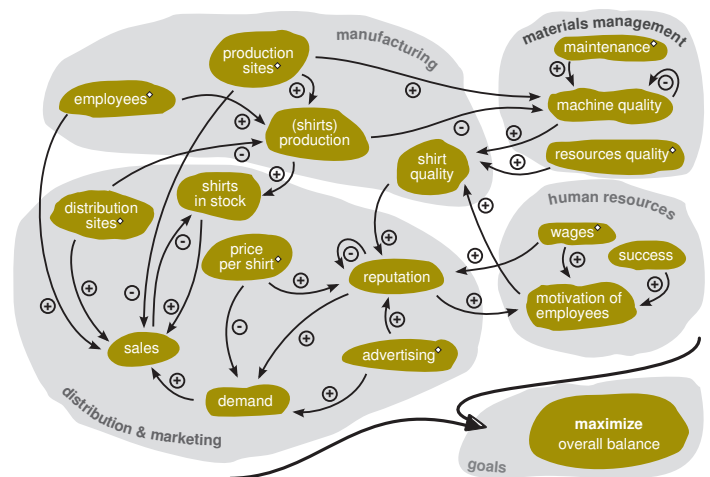 manufacturing
materials management
production
sites
maintenance
employees
machine quality
(shirts)
production
resources quality
shirt
quality
shirts
in stock
distribution
sites
human resources
wages
success
price
per shirt
reputation
motivation of
employees
sales
advertising
demand
distribution & marketing
maximize
overall balance
goals
+
+
+
-
+
-
+
-
+
+
+
+
-
+
+
+
-
+
+
+
+
-
+
-
+
+
+
+
+
+